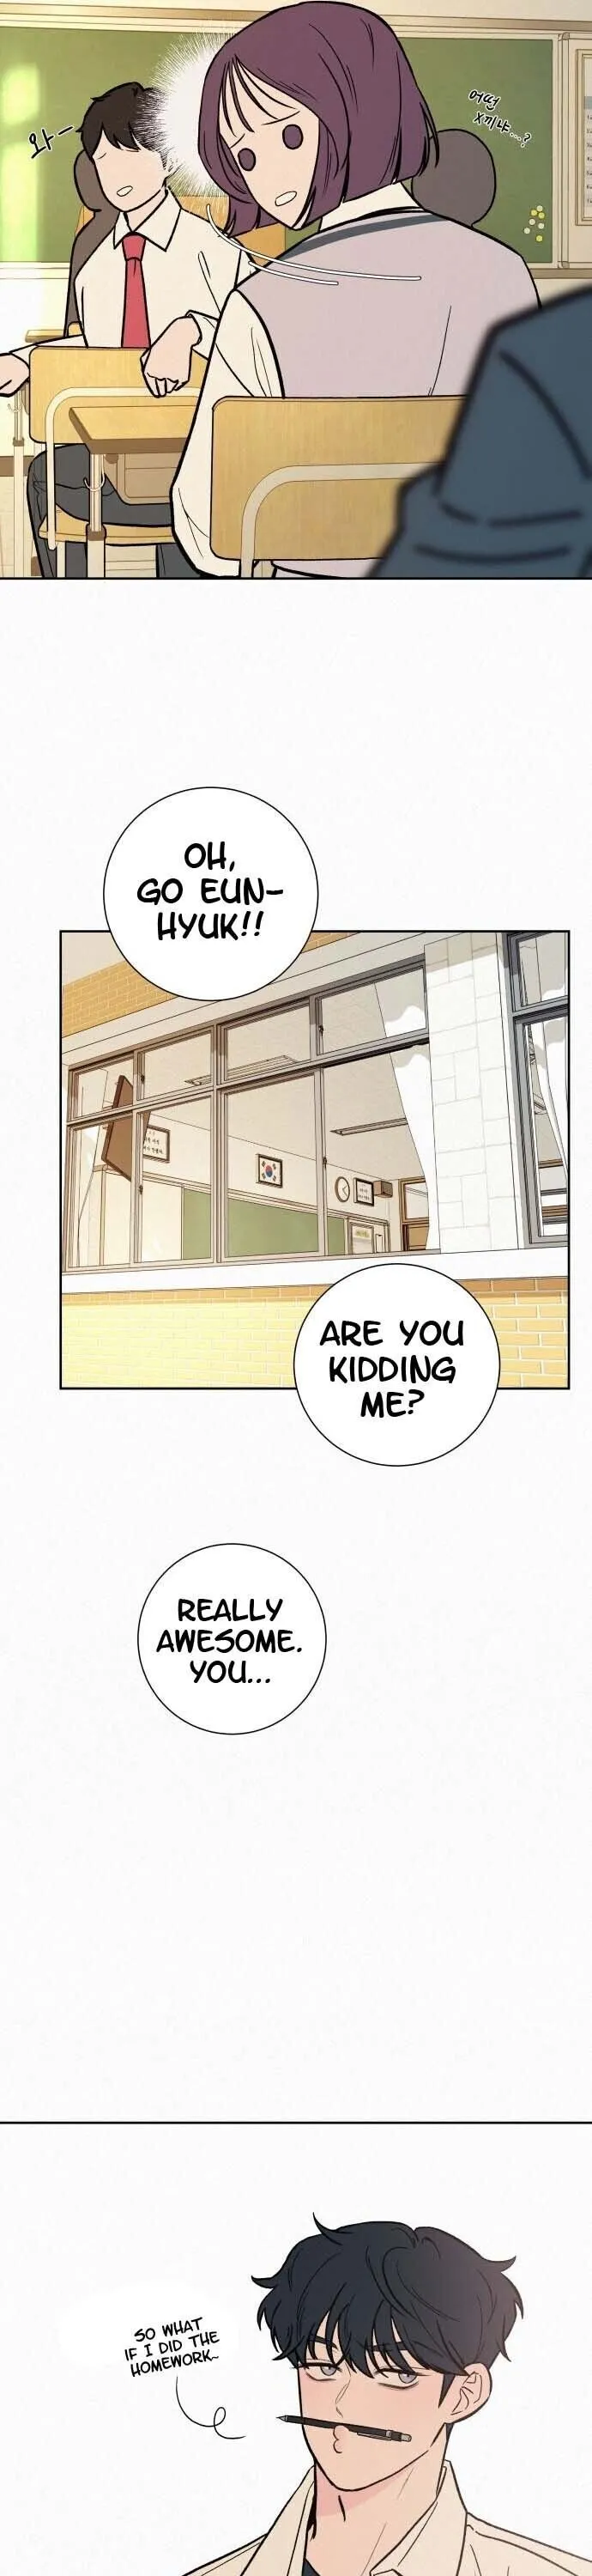 와-
어떤
X끼냐...?
OH,
GO EUN-
HYUK!!
ARE YOU
KIDDING
ME?
REALLY
AWESOME.
YOU...
SO WHAT
IF I DID THE
HOMEWORK~